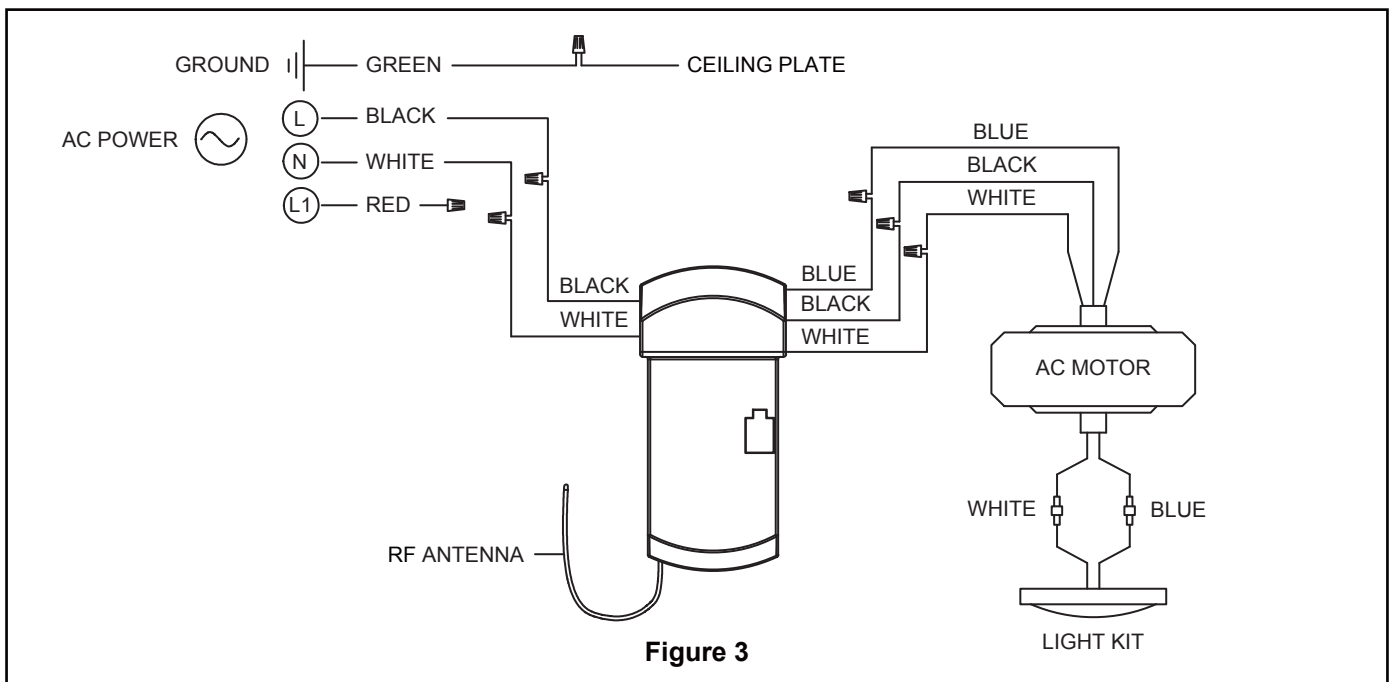 GROUND
GREEN
CEILING PLATE
AC POWER
L
BLACK
N
WHITE
L1
RED
BLUE
BLACK
WHITE
BLACK
WHITE
BLUE
BLACK
WHITE
AC MOTOR
WHITE
BLUE
RF ANTENNA
LIGHT KIT
Figure 3